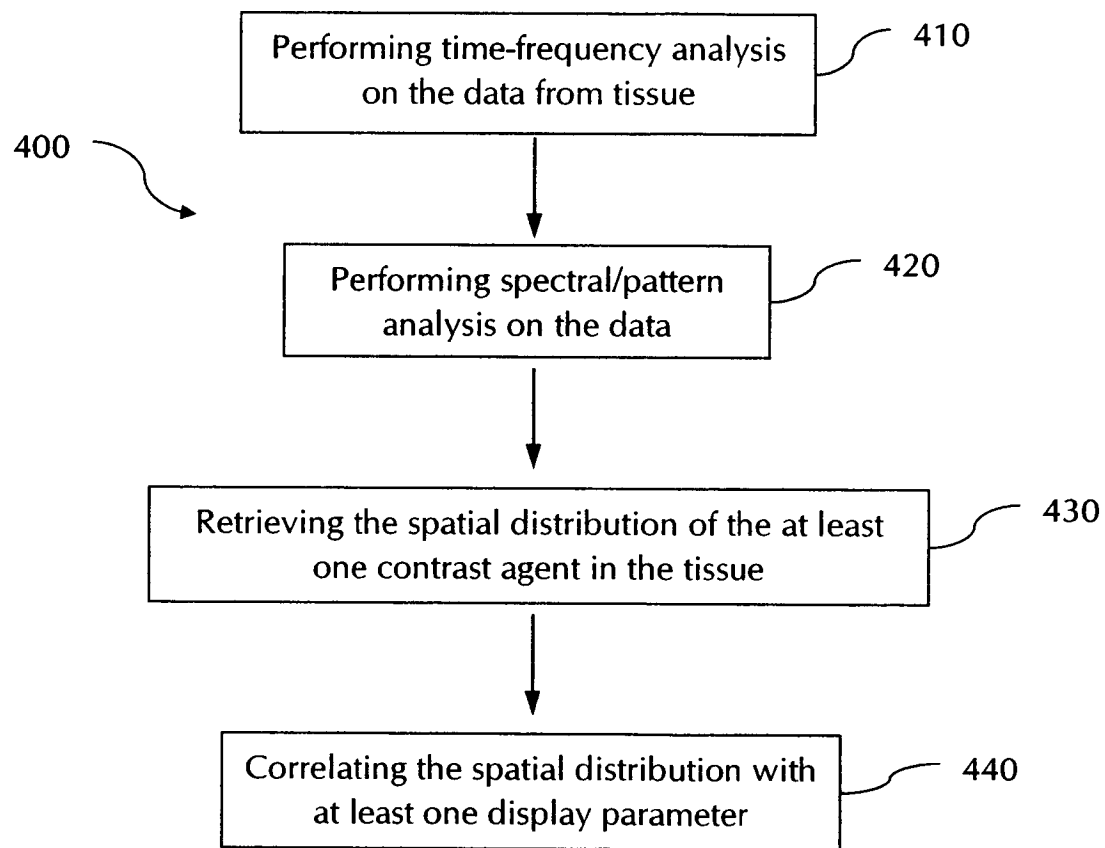 Performing time-frequency analysis
on the data from tissue
410
400
Performing spectral/pattern
analysis on the data
420
Retrieving the spatial distribution of the at least
one contrast agent in the tissue
430
Correlating the spatial distribution with
at least one display parameter
440